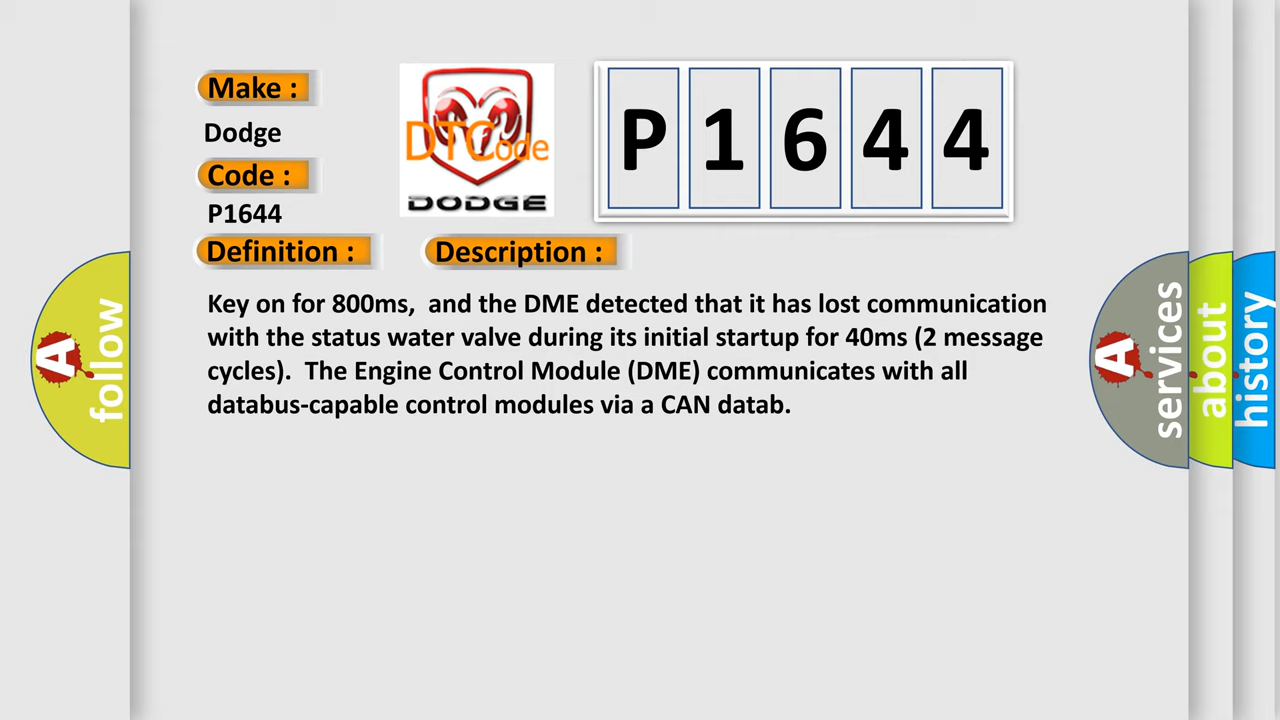 Make :
Dodge
Code :
P1644
Definition :
Description :
DTCode
DODGE
P 1 6 4 4
Key on for 800ms,  and the DME detected that it has lost communication
with the status water valve during its initial startup for 40ms (2 message
cycles).  The Engine Control Module (DME) communicates with all
databus-capable control modules via a CAN datab.
A follow
A services
about
history